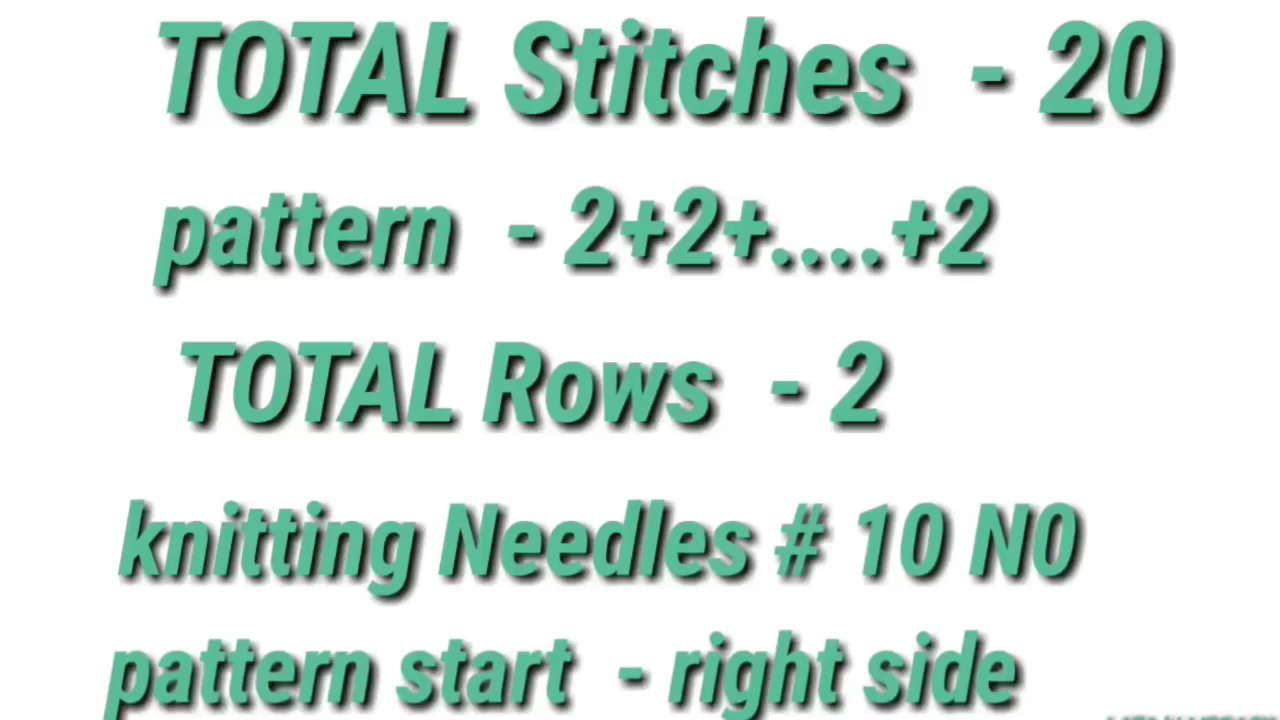 TOTAL Stitches - 20
pattern - 2+2+....+2
TOTAL Rows - 2
knitting Needles # 10 N0
pattern start - right side